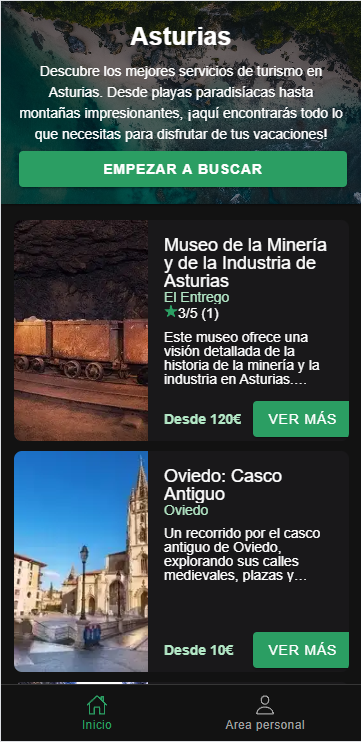 Asturias
Descubre los mejores servicios de turismo en
Asturias. Desde playas paradisíacas hasta
montañas impresionantes, ¡aquí encontrarás todo lo
que necesitas para disfrutar de tus vacaciones!
EMPEZAR A BUSCAR
Museo de la Minería
y de la Industria de
Asturias
El Entrego
3/5 (1)
Este museo ofrece una
visión detallada de la
historia de la minería y la
industria en Asturias....
Desde 120€
VER MÁS
Oviedo: Casco
Antiguo
Oviedo
Un recorrido por el casco
antiguo de Oviedo,
explorando sus calles
medievales, plazas y...
Desde 10€
VER MÁS
Inicio
Area personal